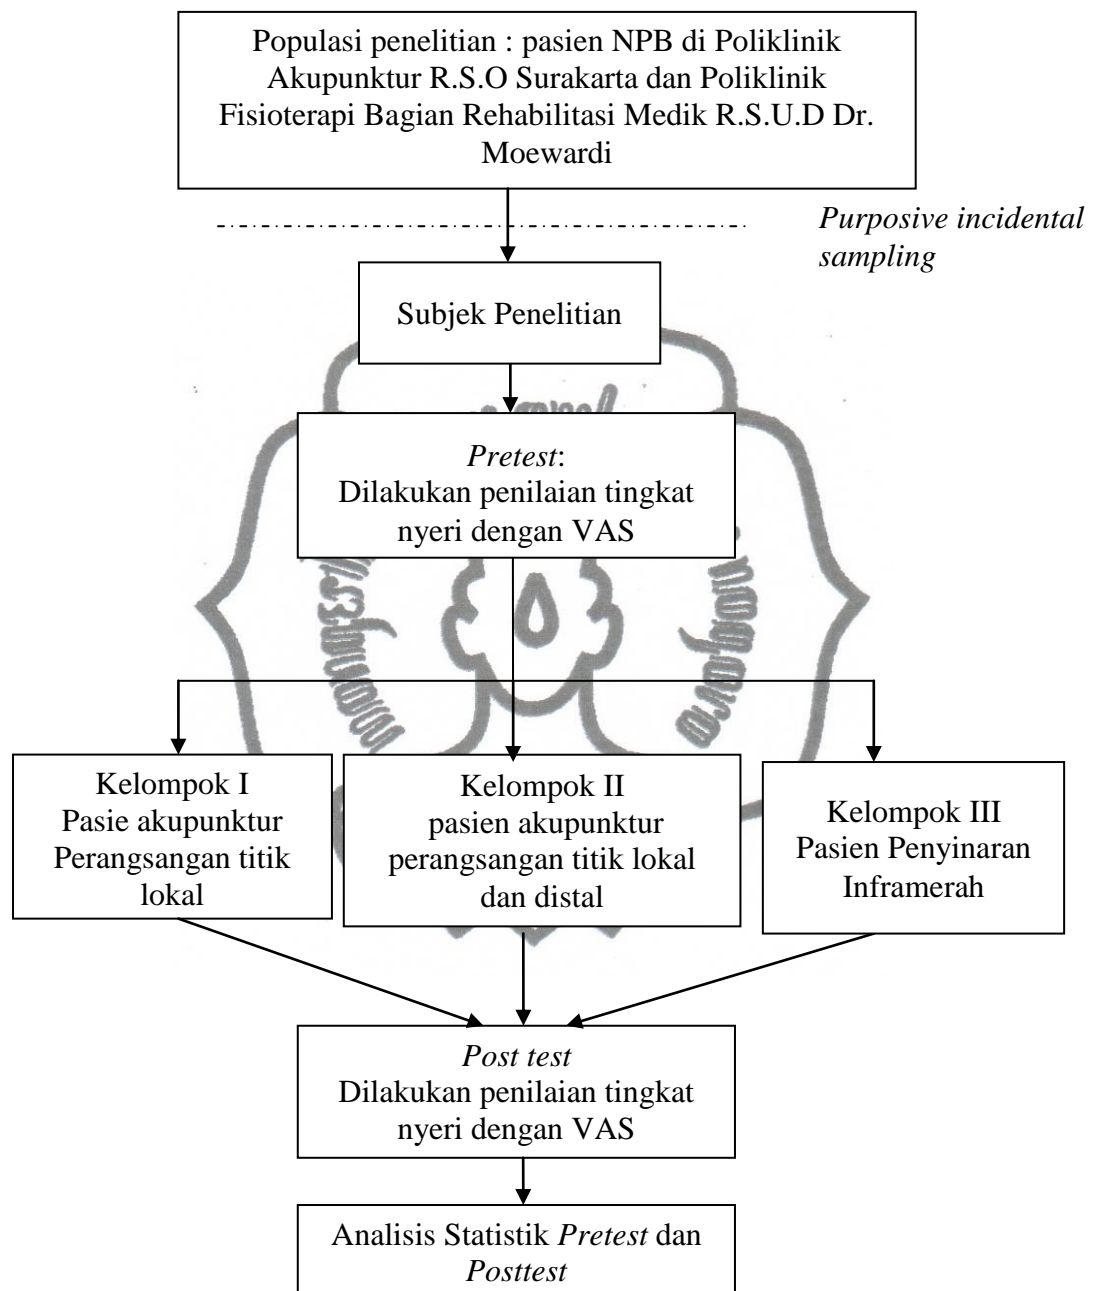 Populasi penelitian : pasien NPB di Poliklinik
Akupunktur R.S.O Surakarta dan Poliklinik
Fisioterapi Bagian Rehabilitasi Medik R.S.U.D Dr.
Moewardi
Purposive incidental
sampling
Subjek Penelitian
Pretest:
Dilakukan penilaian tingkat
nyeri dengan VAS
Kelompok I
Pasie akupunktur
Perangsangan titik
lokal
Kelompok II
pasien akupunktur
perangsangan titik lokal
dan distal
Kelompok III
Pasien Penyinaran
Inframerah
Post test
Dilakukan penilaian tingkat
nyeri dengan VAS
Analisis Statistik Pretest dan
Posttest